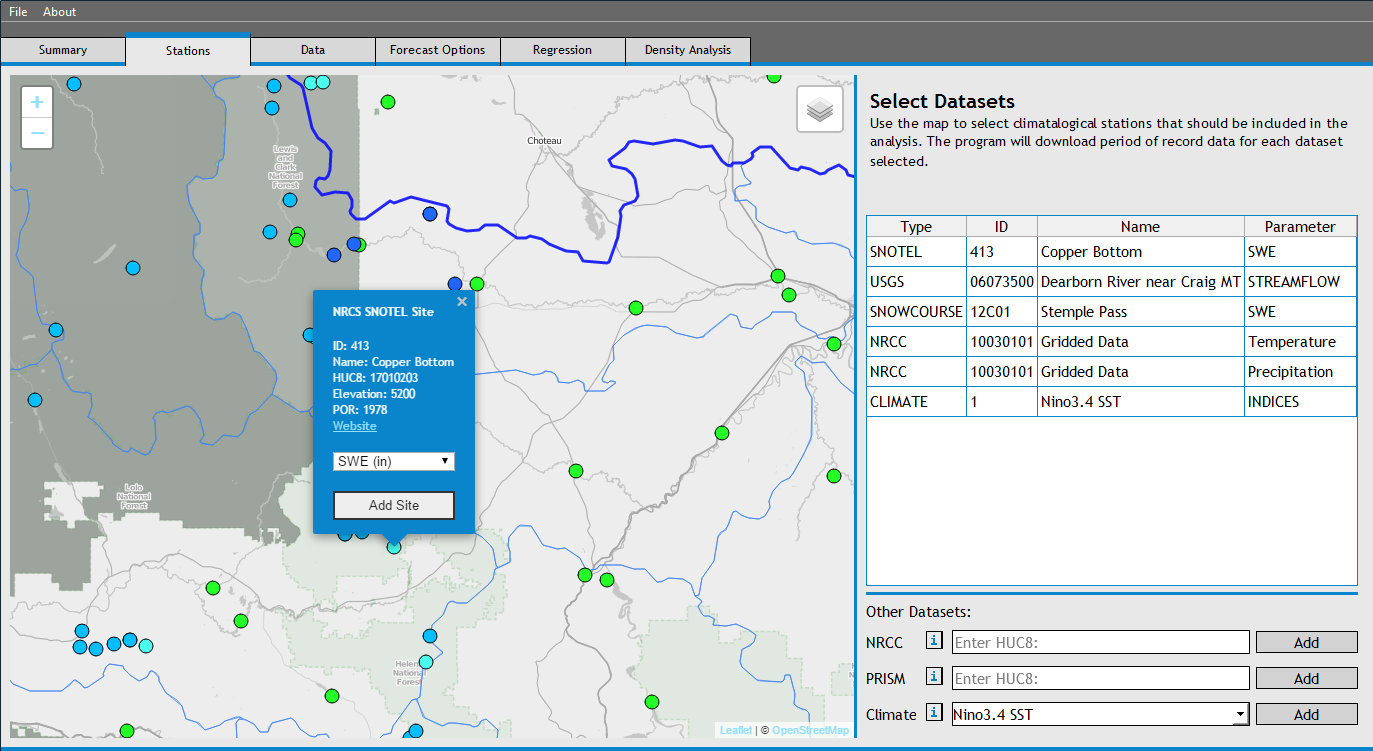 File About
Summary Stations Data Forecast Options Regression Density Analysis
+
−
Choteau
Lewis
and
Clark
National
Forest
NRCS SNOTEL Site
×
ID: 413
Name: Copper Bottom
HUC8: 17010203
Elevation: 5200
POR: 1978
Website
SWE (in)
Add Site
Lolo
National
Forest
Helen
Nation
Forest
N
Leaflet | © OpenStreetMap
Select Datasets
Use the map to select climatalogical stations that should be included in the
analysis. The program will download period of record data for each dataset
selected.
Type ID Name Parameter
SNOTEL 413 Copper Bottom SWE
USGS 06073500 Dearborn River near Craig MT STREAMFLOW
SNOWCOURSE 12C01 Stemple Pass SWE
NRCC 10030101 Gridded Data Temperature
NRCC 10030101 Gridded Data Precipitation
CLIMATE 1 Nino3.4 SST INDICES
Other Datasets:
NRCC i Enter HUC8: Add
PRISM i Enter HUC8: Add
Climate i Nino3.4 SST Add